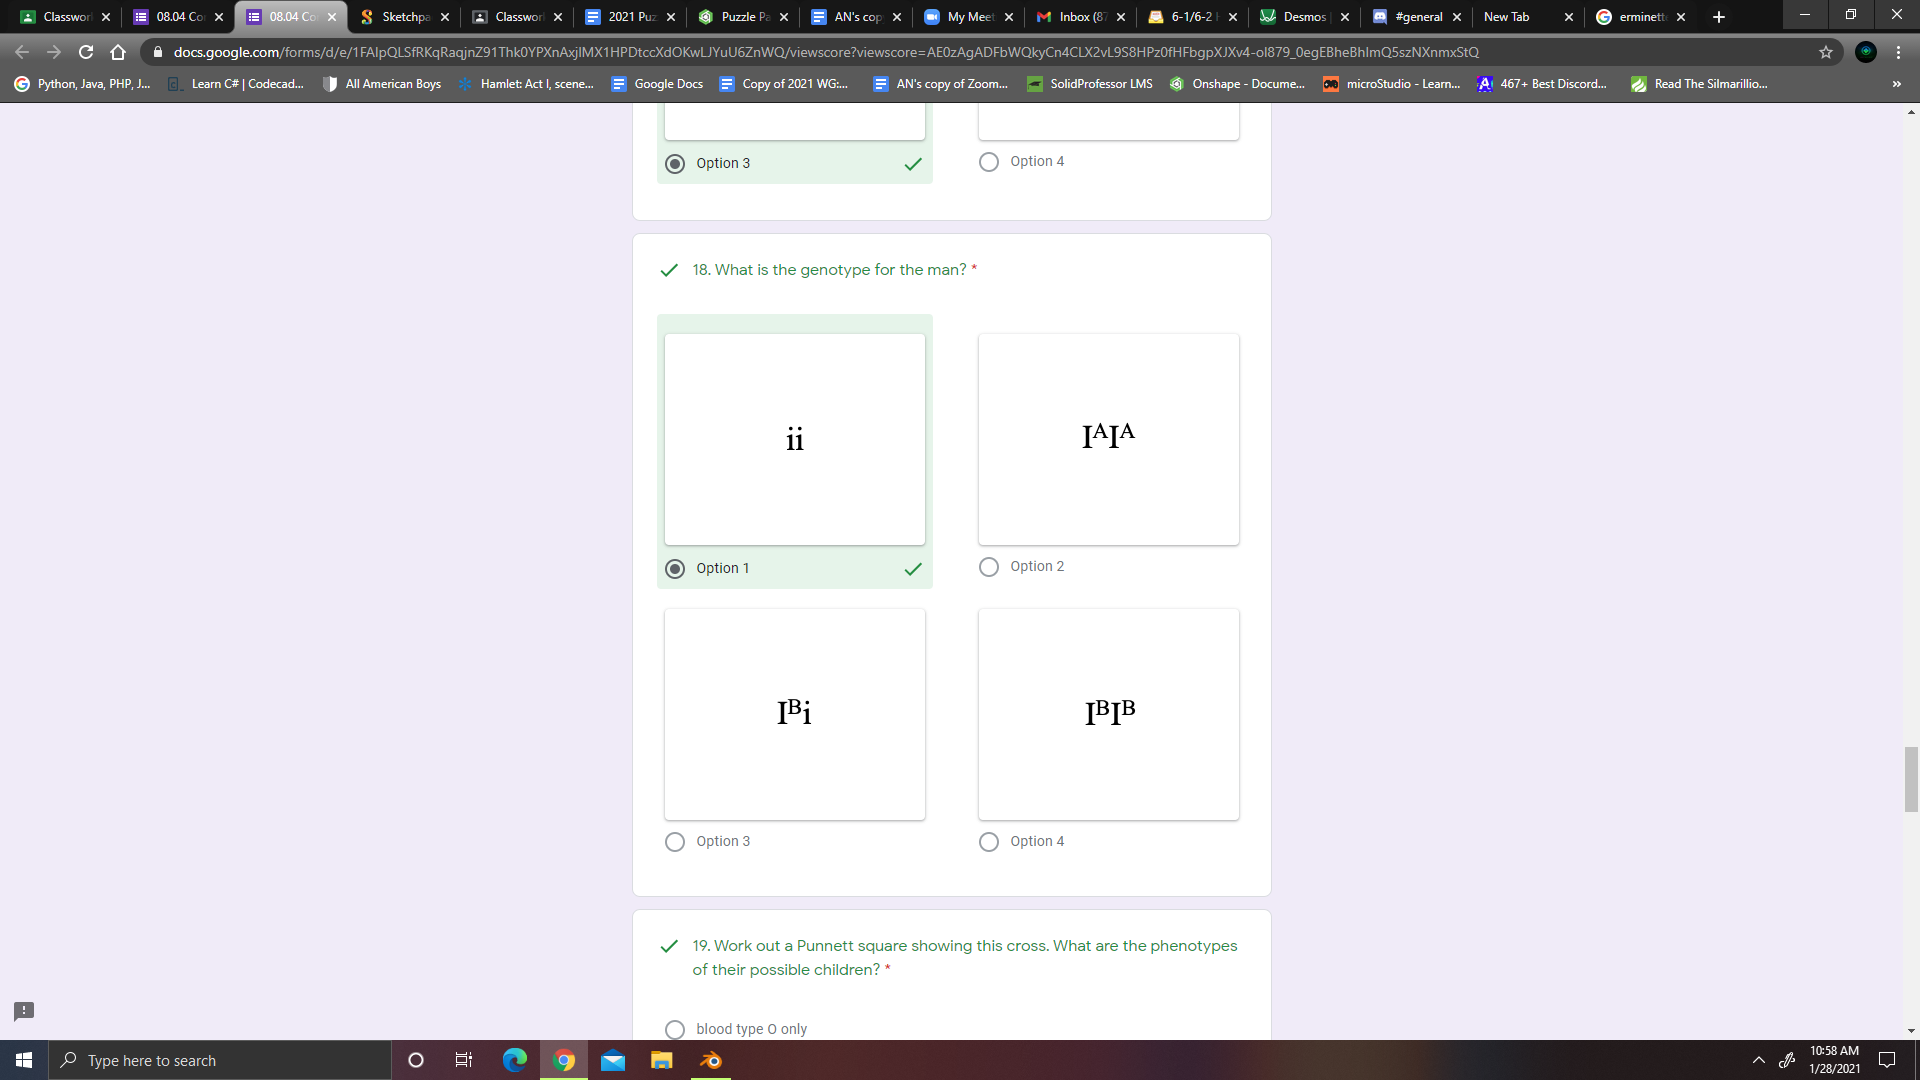 Classwor
08.04 Co
08.04 Co
Sketchpa
Classwor
2021 Puz
Puzzle Pa
AN's cop
My Meet
Inbox (87
6-1/6-2
Desmos
#general
New Tab
erminett
docs.google.com/forms/d/e/1FAIpQLSfRKqRaqjnZ91Thk0YPXnAxjlMX1HPDtccXdOKwLJYuU6ZnWQ/viewscore?viewscore=AE0zAgADFbWQkyCn4CLX2vL9S8HPz0fHFbgpXJXv4-oI879_0egEBheBhImQ5szNXnmxStQ
Python, Java, PHP, J...
Learn C# | Codecad...
All American Boys
Hamlet: Act I, scene...
Google Docs
Copy of 2021 WG:...
AN's copy of Zoom...
SolidProfessor LMS
Onshape - Docume...
microStudio - Learn...
467+ Best Discord...
Read The Silmarillio...
»
Option 3
Option 4
18. What is the genotype for the man? *
ii
IᴬIᴬ
Option 1
Option 2
Iᴮi
IᴮIᴮ
Option 3
Option 4
19. Work out a Punnett square showing this cross. What are the phenotypes
of their possible children? *
blood type O only
Type here to search
10:58 AM
1/28/2021